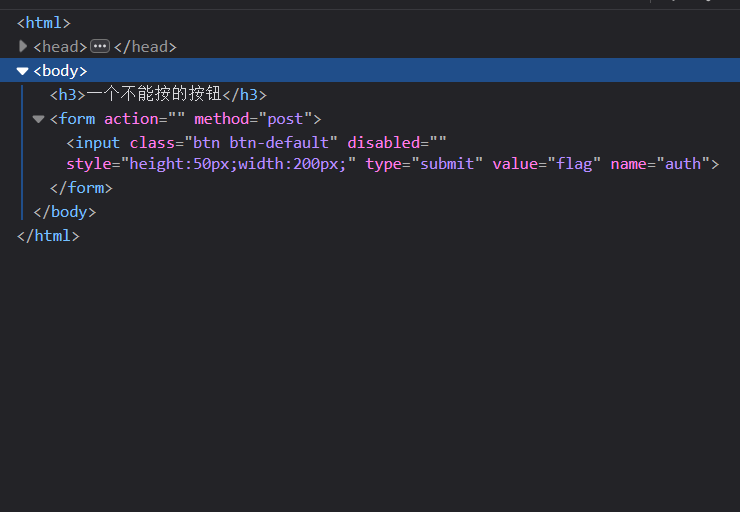 <html>
<head>•••</head>
<body>
<h3>一个不能按的按钮</h3>
<form action="" method="post">
<input class="btn btn-default" disabled=""
style="height:50px;width:200px;" type="submit" value="flag" name="auth">
</form>
</body>
</html>